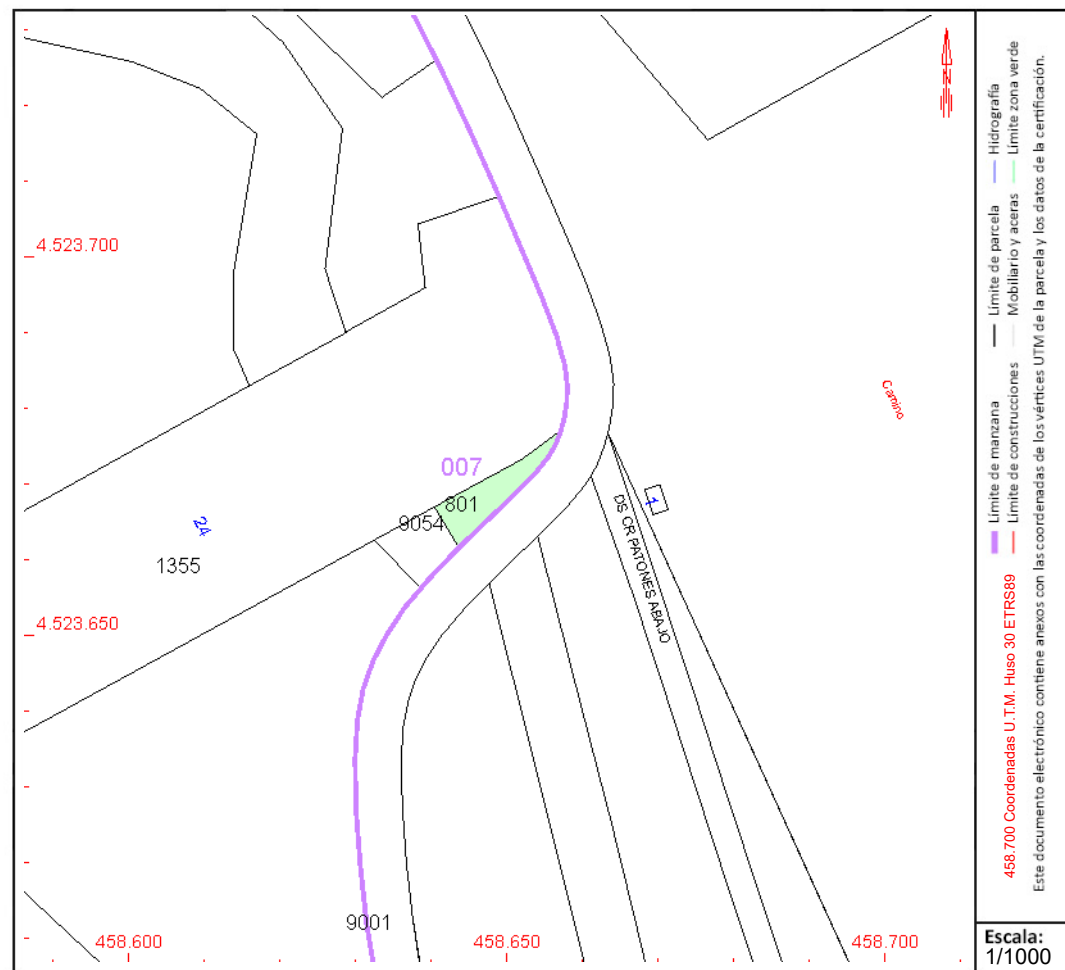 N
4.523.700
Camino
007
801
9054
24
1355
1
DS CR PATONES ABAJO
4.523.650
9001
458.600
458.650
458.700
Límite de manzana
Límite de parcela
Hidrografía
Límite de construcciones
Mobiliario y aceras
Límite zona verde
458.700 Coordenadas U.T.M. Huso 30 ETRS89
Este documento electrónico contiene anexos con las coordenadas de los vértices UTM de la parcela y los datos de la certificación.
Escala:
1/1000